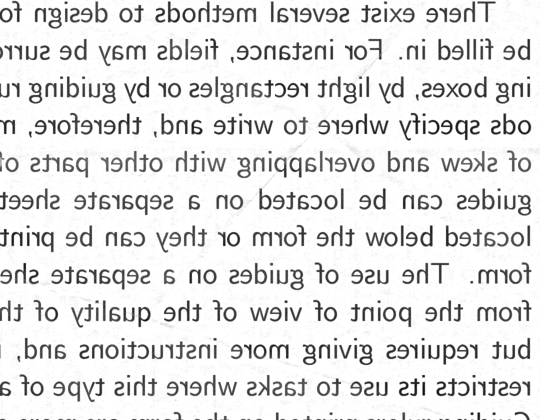 There exist several methods to design fo
be filled in. For instance, fields may be surr
ing boxes, by light rectangles or by guiding ru
ods specify where to write and, therefore, m
of skew and overlapping with other parts of
guides can be located on a separate sheet
located below the form or they can be print
form. The use of guides on a separate she
from the point of view of the quality of th
but requires giving more instructions and,
restricts its use to tasks where this type of a